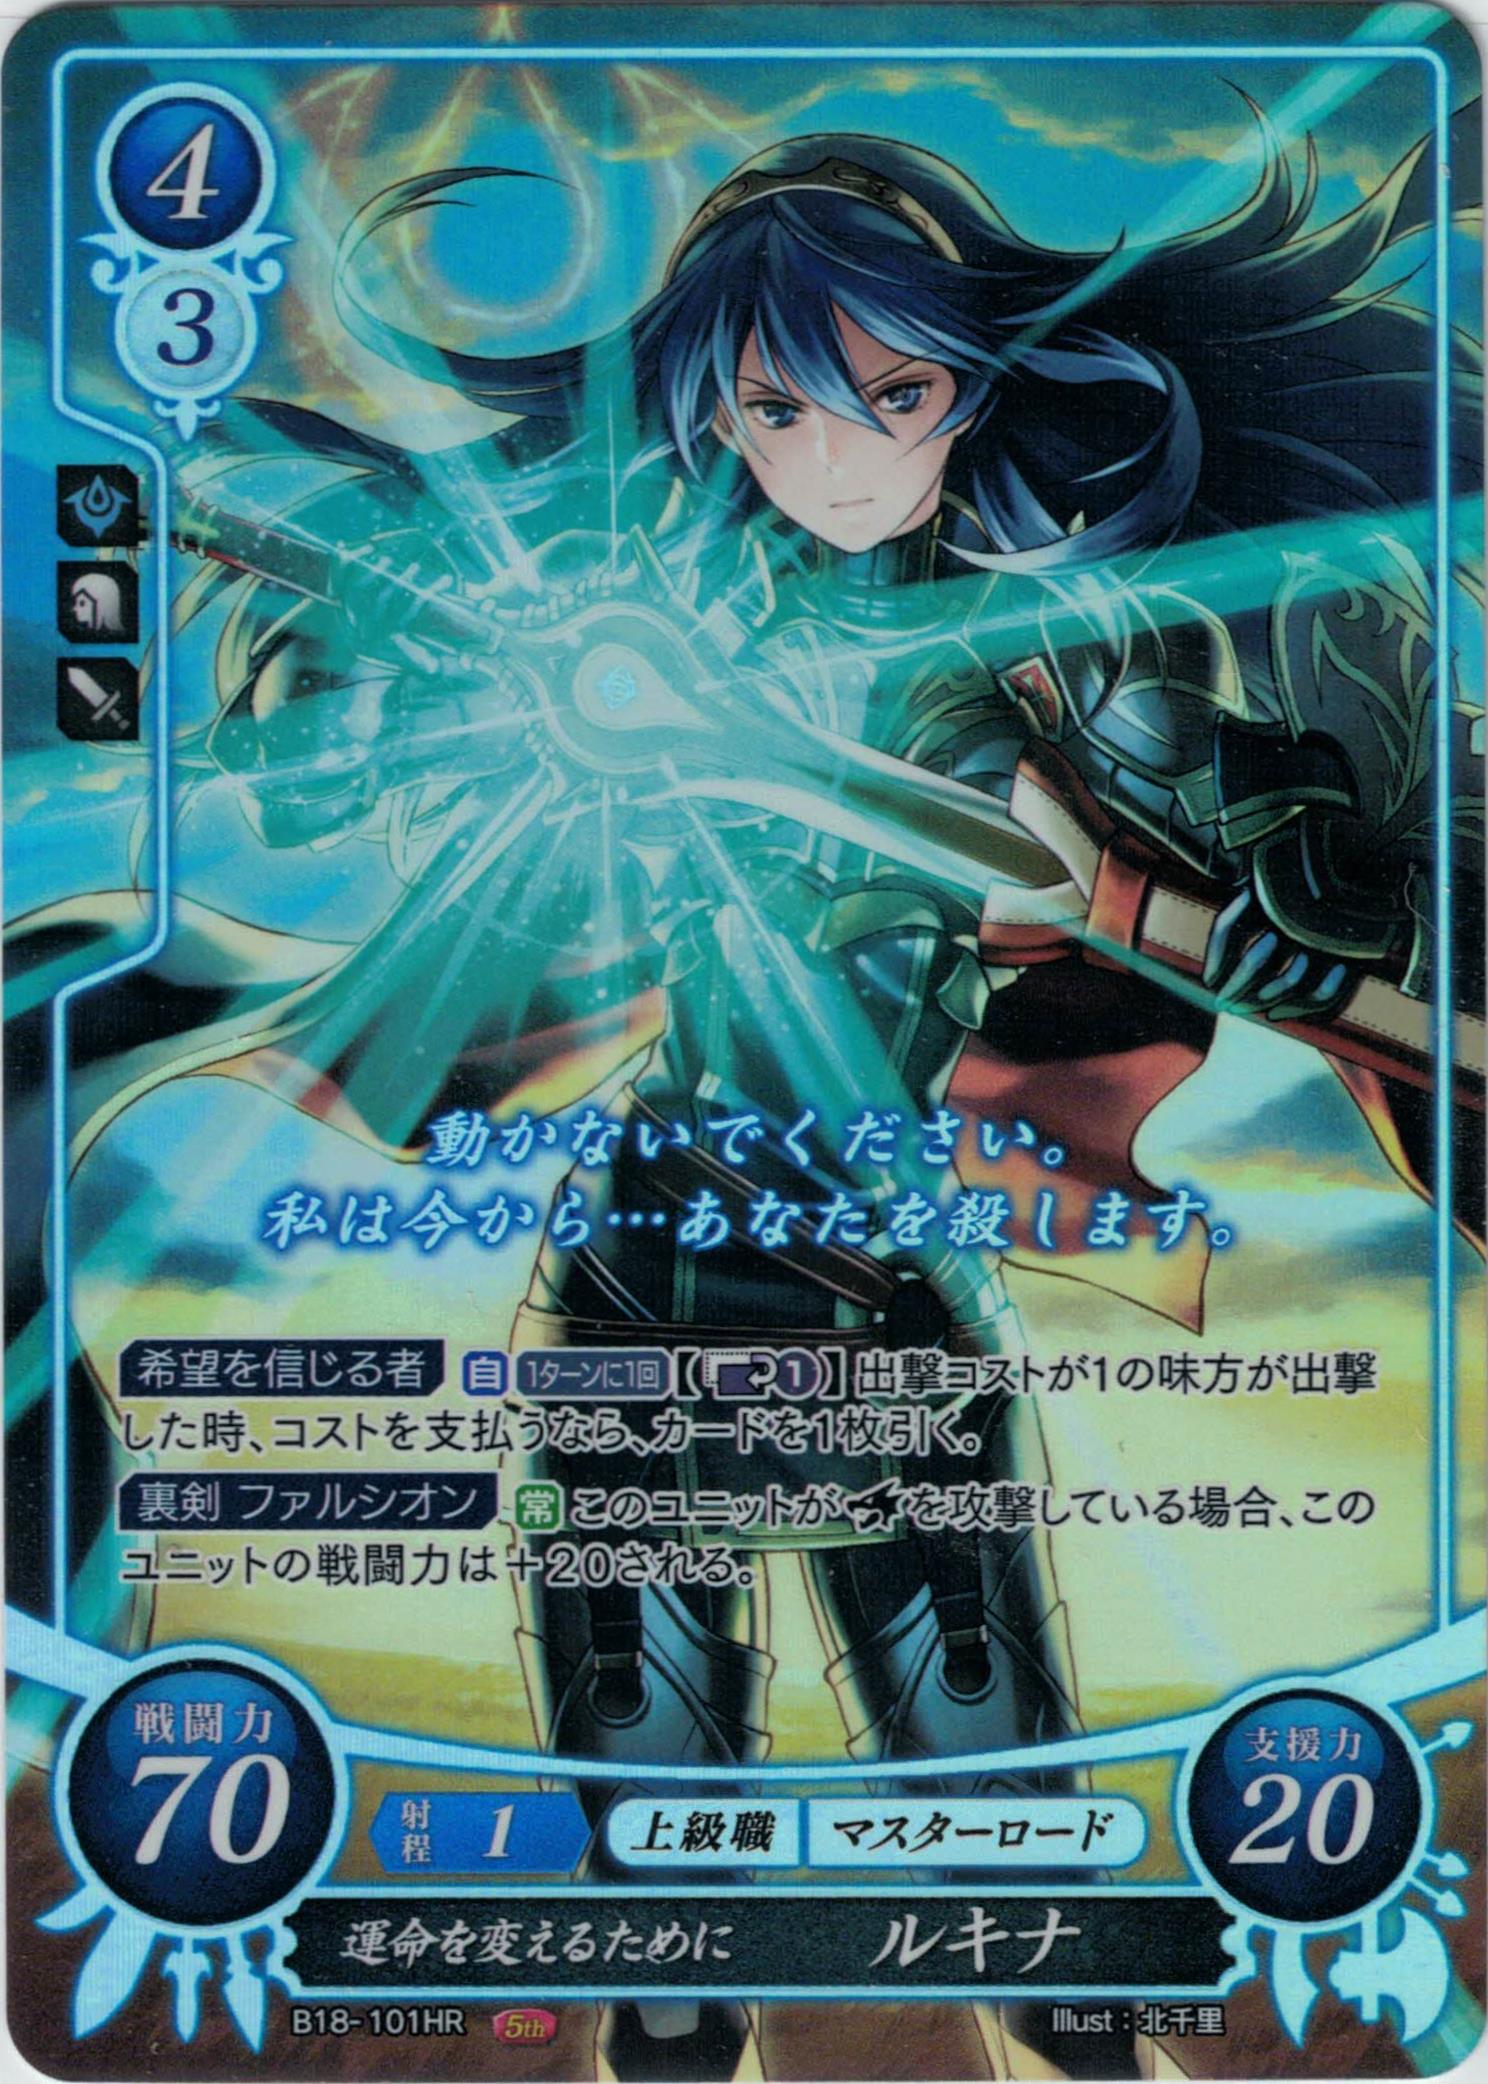 4
3
動かないでください。
私は今から…あなたを殺します。
希望を信じる者 自 1ターンに1回【1】出撃コストが1の味方が出撃
した時、コストを支払うなら、カードを1枚引く。
裏剣 ファルシオン 常 このユニットが を攻撃している場合、この
ユニットの戦闘力は＋20される。
戦闘力
70
射程 1 上級職 マスターロード
支援力
20
運命を変えるために ルキナ
B18-101HR 5th Illust：北千里